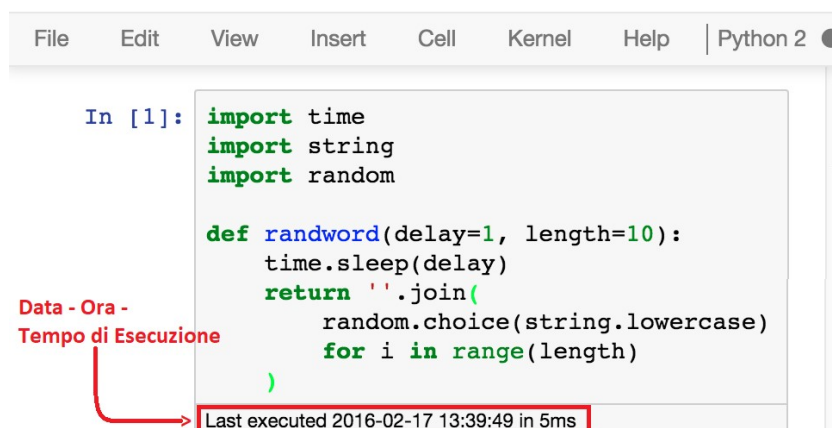 File Edit View Insert Cell Kernel Help Python 2
In [1]: import time
import string
import random
def randword(delay=1, length=10):
    time.sleep(delay)
    return ''.join(
        random.choice(string.lowercase)
        for i in range(length)
    )
Data - Ora -
Tempo di Esecuzione
Last executed 2016-02-17 13:39:49 in 5ms